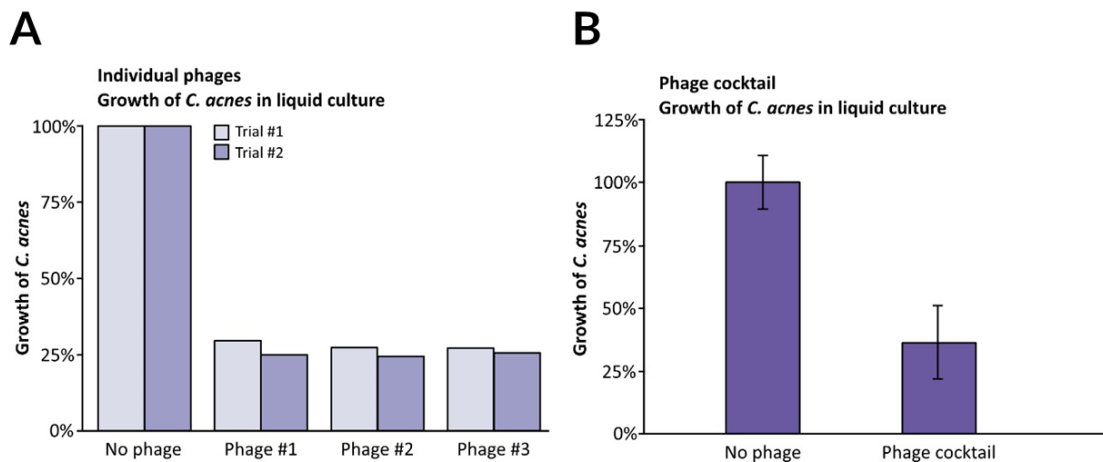 A
Individual phages
Growth of C. acnes in liquid culture
Trial #1
Trial #2
100%
75%
50%
25%
0%
Growth of C. acnes
No phage
Phage #1
Phage #2
Phage #3
B
Phage cocktail
Growth of C. acnes in liquid culture
125%
100%
75%
50%
25%
0%
Growth of C. acnes
No phage
Phage cocktail